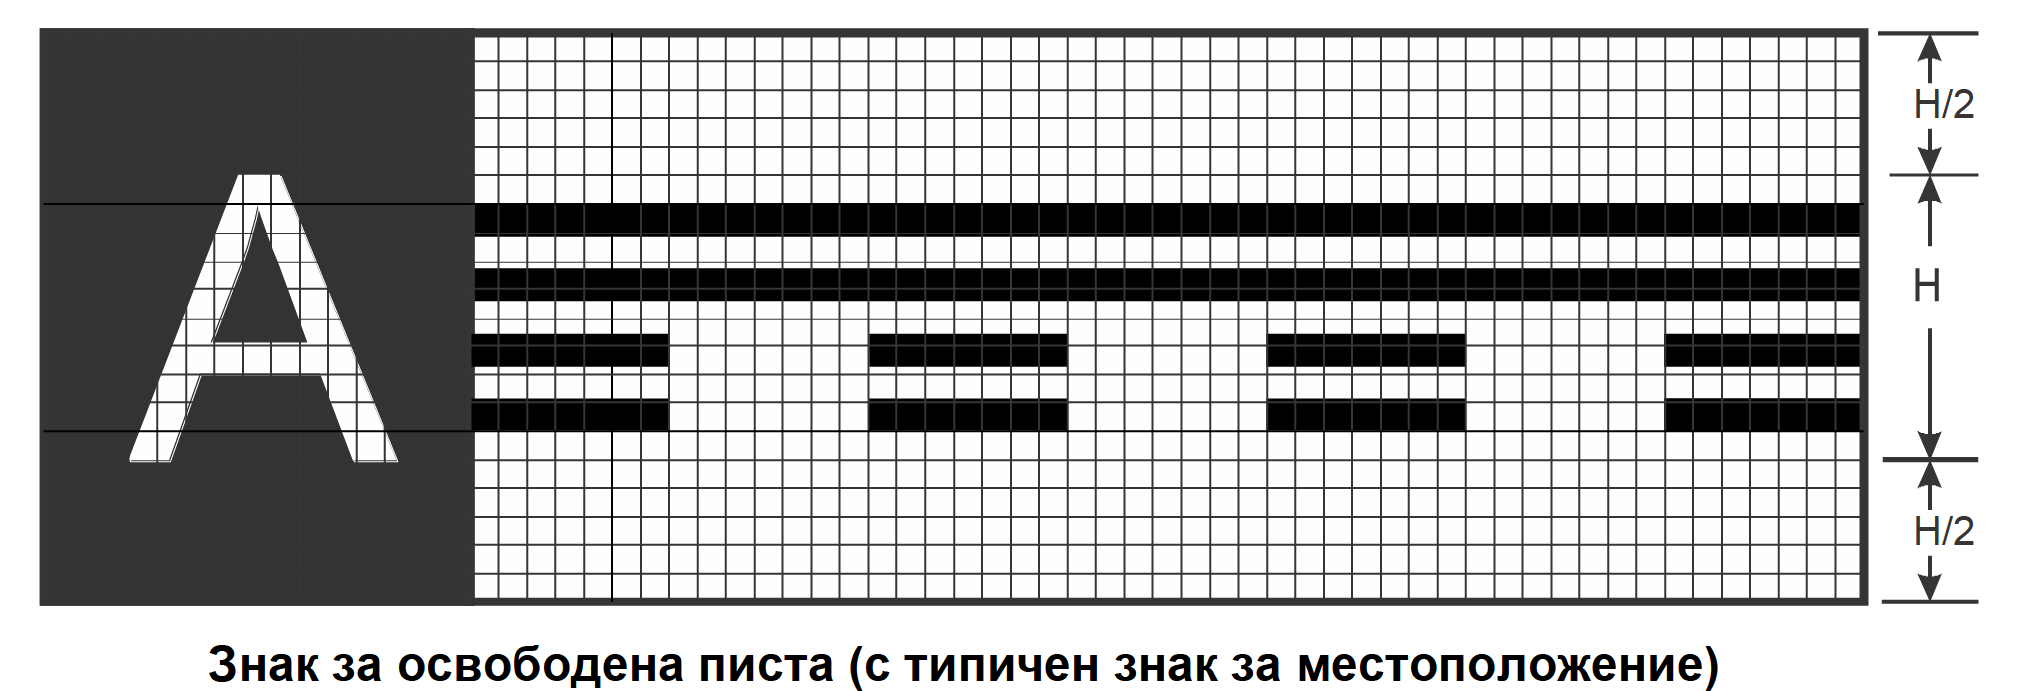 H/2
A
H
H/2
Знак за освободена писта (с типичен знак за местоположение)